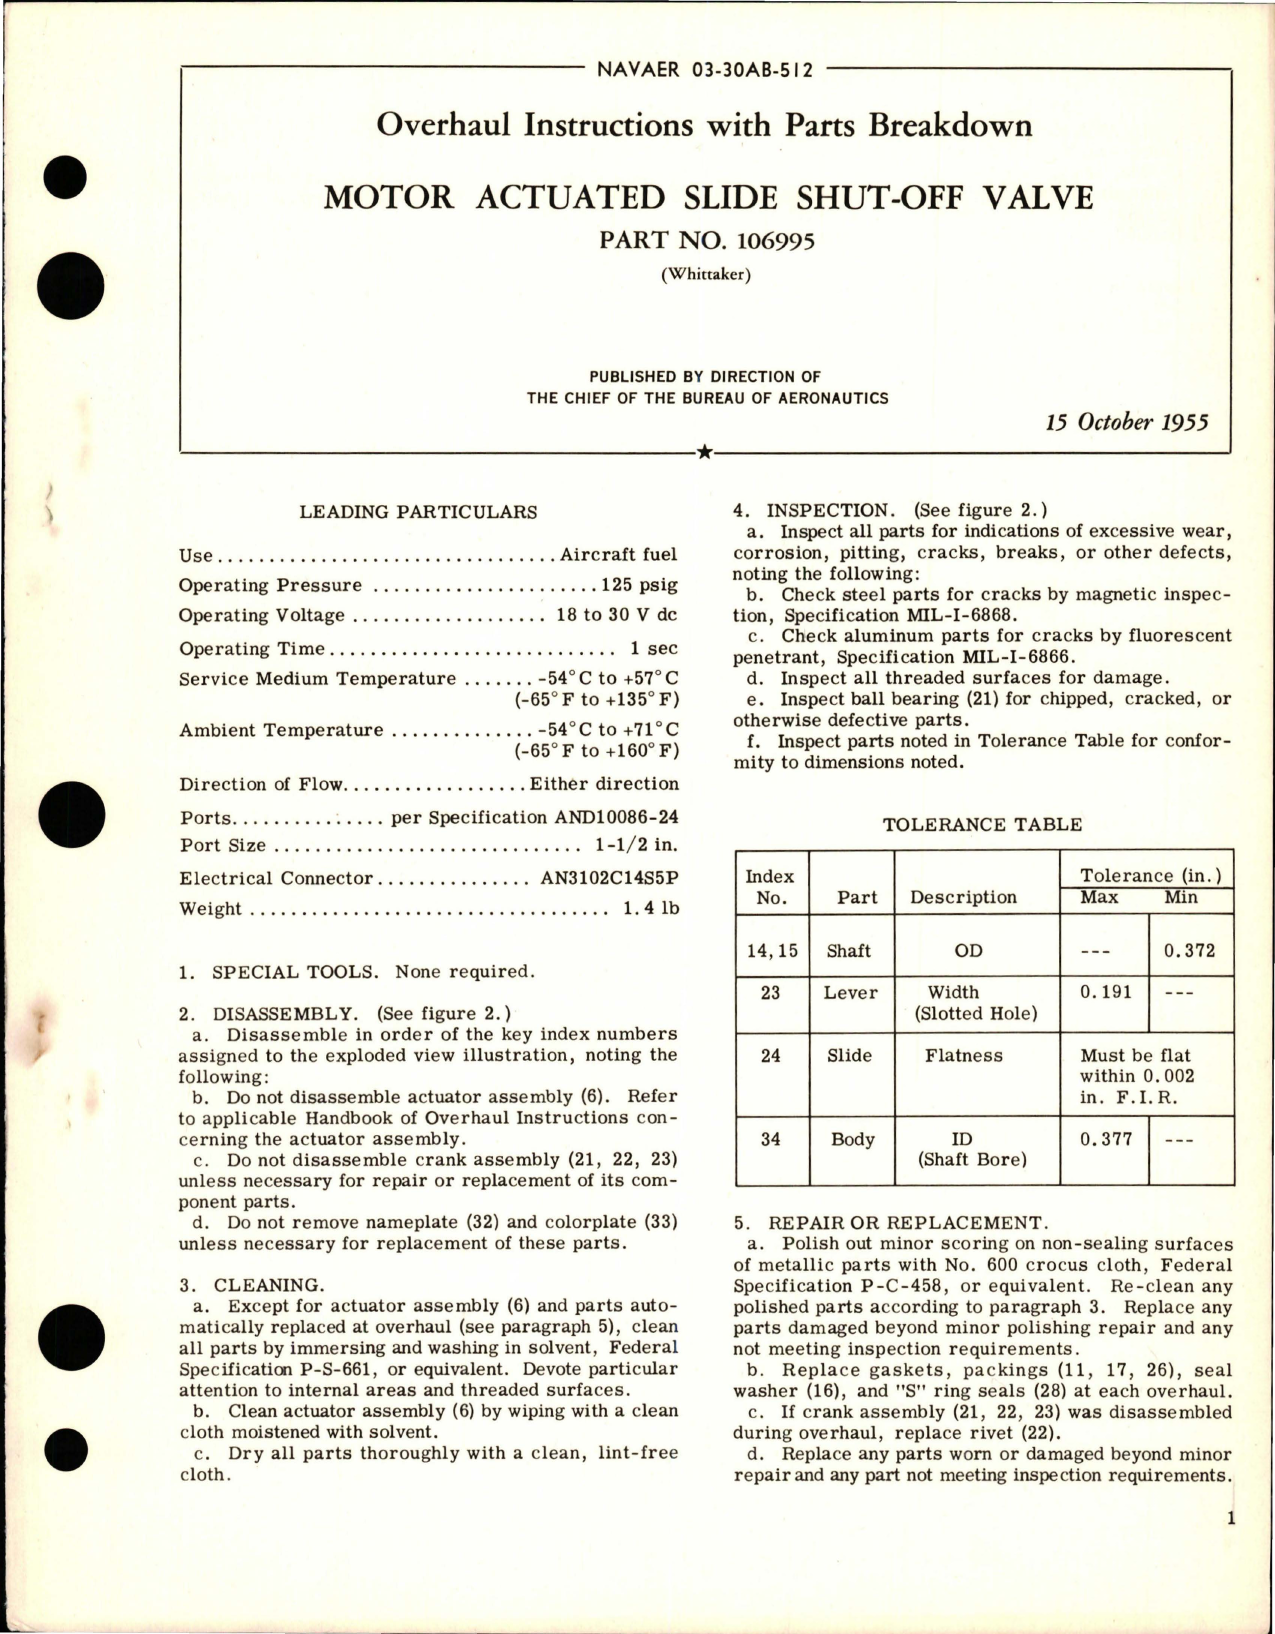 NAVAER 03-30AB-512
Overhaul Instructions with Parts Breakdown
MOTOR ACTUATED SLIDE SHUT-OFF VALVE
PART NO. 106995
(Whittaker)
PUBLISHED BY DIRECTION OF
THE CHIEF OF THE BUREAU OF AERONAUTICS
15 October 1955
LEADING PARTICULARS
Use.................................Aircraft fuel
Operating Pressure ......................125 psig
Operating Voltage ................... 18 to 30 V dc
Operating Time............................ 1 sec
Service Medium Temperature .......-54°C to +57°C
(-65°F to +135°F)
Ambient Temperature ..............-54°C to +71°C
(-65°F to +160°F)
Direction of Flow..................Either direction
Ports............... per Specification AND10086-24
Port Size .............................. 1-1/2 in.
Electrical Connector............... AN3102C14S5P
Weight ................................... 1.4 lb
1. SPECIAL TOOLS. None required.
2. DISASSEMBLY. (See figure 2.)
a. Disassemble in order of the key index numbers
assigned to the exploded view illustration, noting the
following:
b. Do not disassemble actuator assembly (6). Refer
to applicable Handbook of Overhaul Instructions con-
cerning the actuator assembly.
c. Do not disassemble crank assembly (21, 22, 23)
unless necessary for repair or replacement of its com-
ponent parts.
d. Do not remove nameplate (32) and colorplate (33)
unless necessary for replacement of these parts.
3. CLEANING.
a. Except for actuator assembly (6) and parts auto-
matically replaced at overhaul (see paragraph 5), clean
all parts by immersing and washing in solvent, Federal
Specification P-S-661, or equivalent. Devote particular
attention to internal areas and threaded surfaces.
b. Clean actuator assembly (6) by wiping with a clean
cloth moistened with solvent.
c. Dry all parts thoroughly with a clean, lint-free
cloth.
4. INSPECTION. (See figure 2.)
a. Inspect all parts for indications of excessive wear,
corrosion, pitting, cracks, breaks, or other defects,
noting the following:
b. Check steel parts for cracks by magnetic inspec-
tion, Specification MIL-I-6868.
c. Check aluminum parts for cracks by fluorescent
penetrant, Specification MIL-I-6866.
d. Inspect all threaded surfaces for damage.
e. Inspect ball bearing (21) for chipped, cracked, or
otherwise defective parts.
f. Inspect parts noted in Tolerance Table for confor-
mity to dimensions noted.
TOLERANCE TABLE
Index Tolerance (in.)
No. Part Description Max Min
14,15 Shaft OD --- 0.372
23 Lever Width 0.191 ---
(Slotted Hole)
24 Slide Flatness Must be flat
within 0.002
in. F.I.R.
34 Body ID 0.377 ---
(Shaft Bore)
5. REPAIR OR REPLACEMENT.
a. Polish out minor scoring on non-sealing surfaces
of metallic parts with No. 600 crocus cloth, Federal
Specification P-C-458, or equivalent. Re-clean any
polished parts according to paragraph 3. Replace any
parts damaged beyond minor polishing repair and any
not meeting inspection requirements.
b. Replace gaskets, packings (11, 17, 26), seal
washer (16), and "S" ring seals (28) at each overhaul.
c. If crank assembly (21, 22, 23) was disassembled
during overhaul, replace rivet (22).
d. Replace any parts worn or damaged beyond minor
repair and any part not meeting inspection requirements.
1